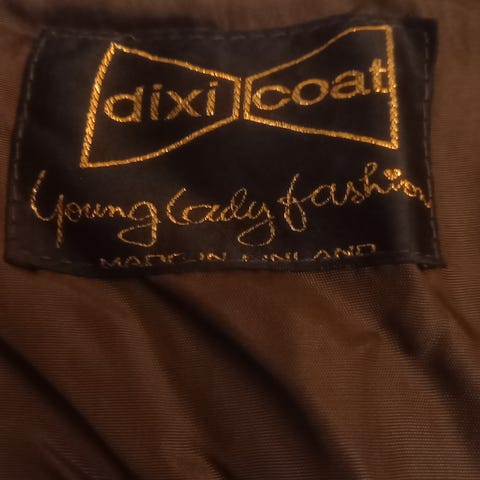 dixi coat
Young Lady fashion
MADE IN FINLAND